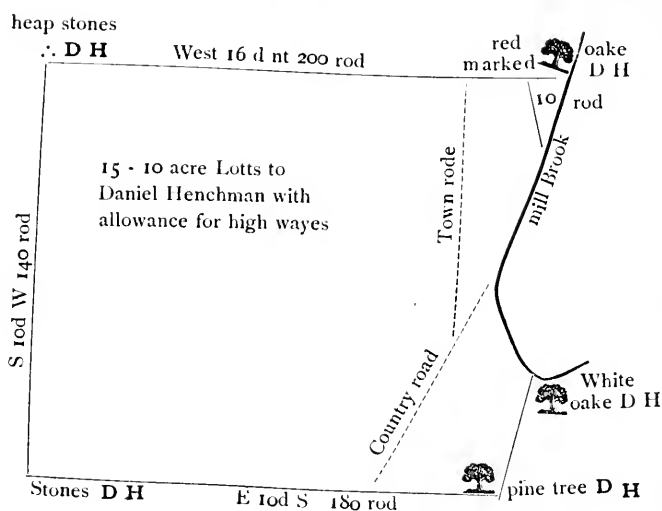 heap stones
∴ D H
West 16 d nt 200 rod
red
marked
oake
D H
10 rod
mill Brook
Town rode
15 - 10 acre Lotts to
Daniel Henchman with
allowance for high wayes
S 10d W 140 rod
Country road
White
oake D H
pine tree D H
Stones D H
E 10d S 180 rod